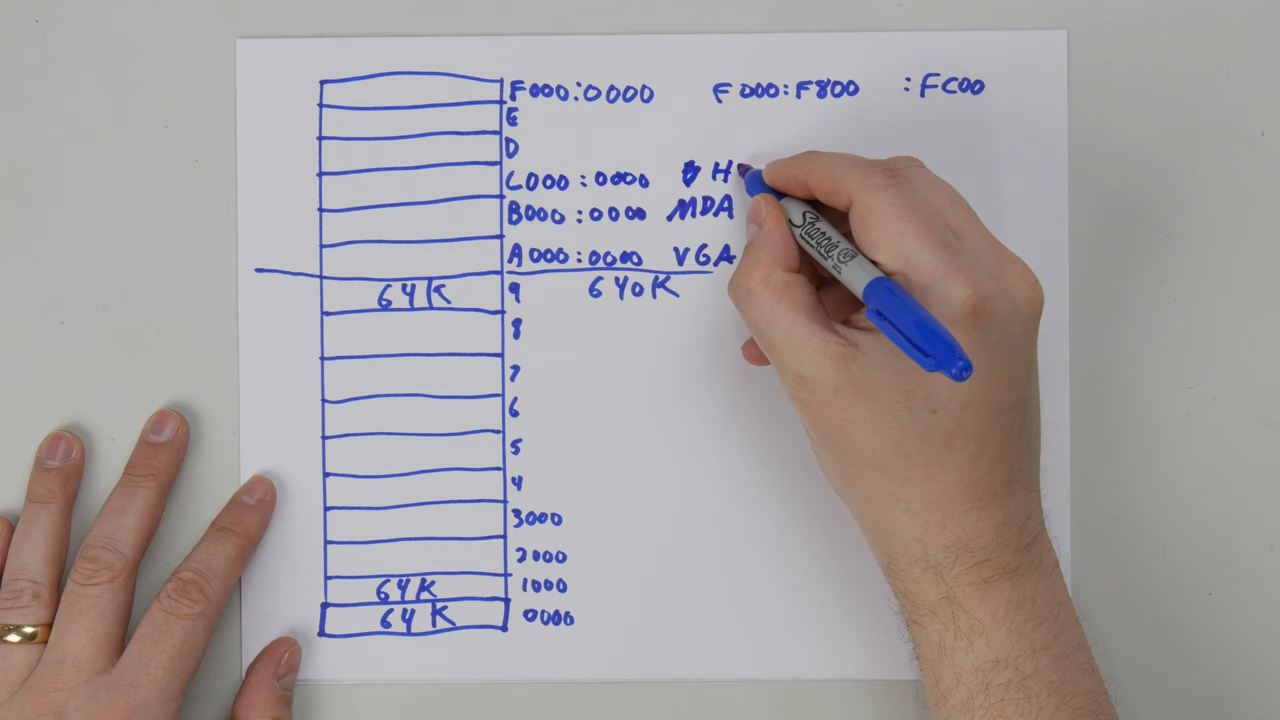 F000:0000 F000:F800 :FC00
E
D
C000:0000 H
B000:0000 MDA
A000:0000 VGA
64K 9 640K
8
7
6
5
4
3000
2000
64K 1000
64K 0000
Sharpie